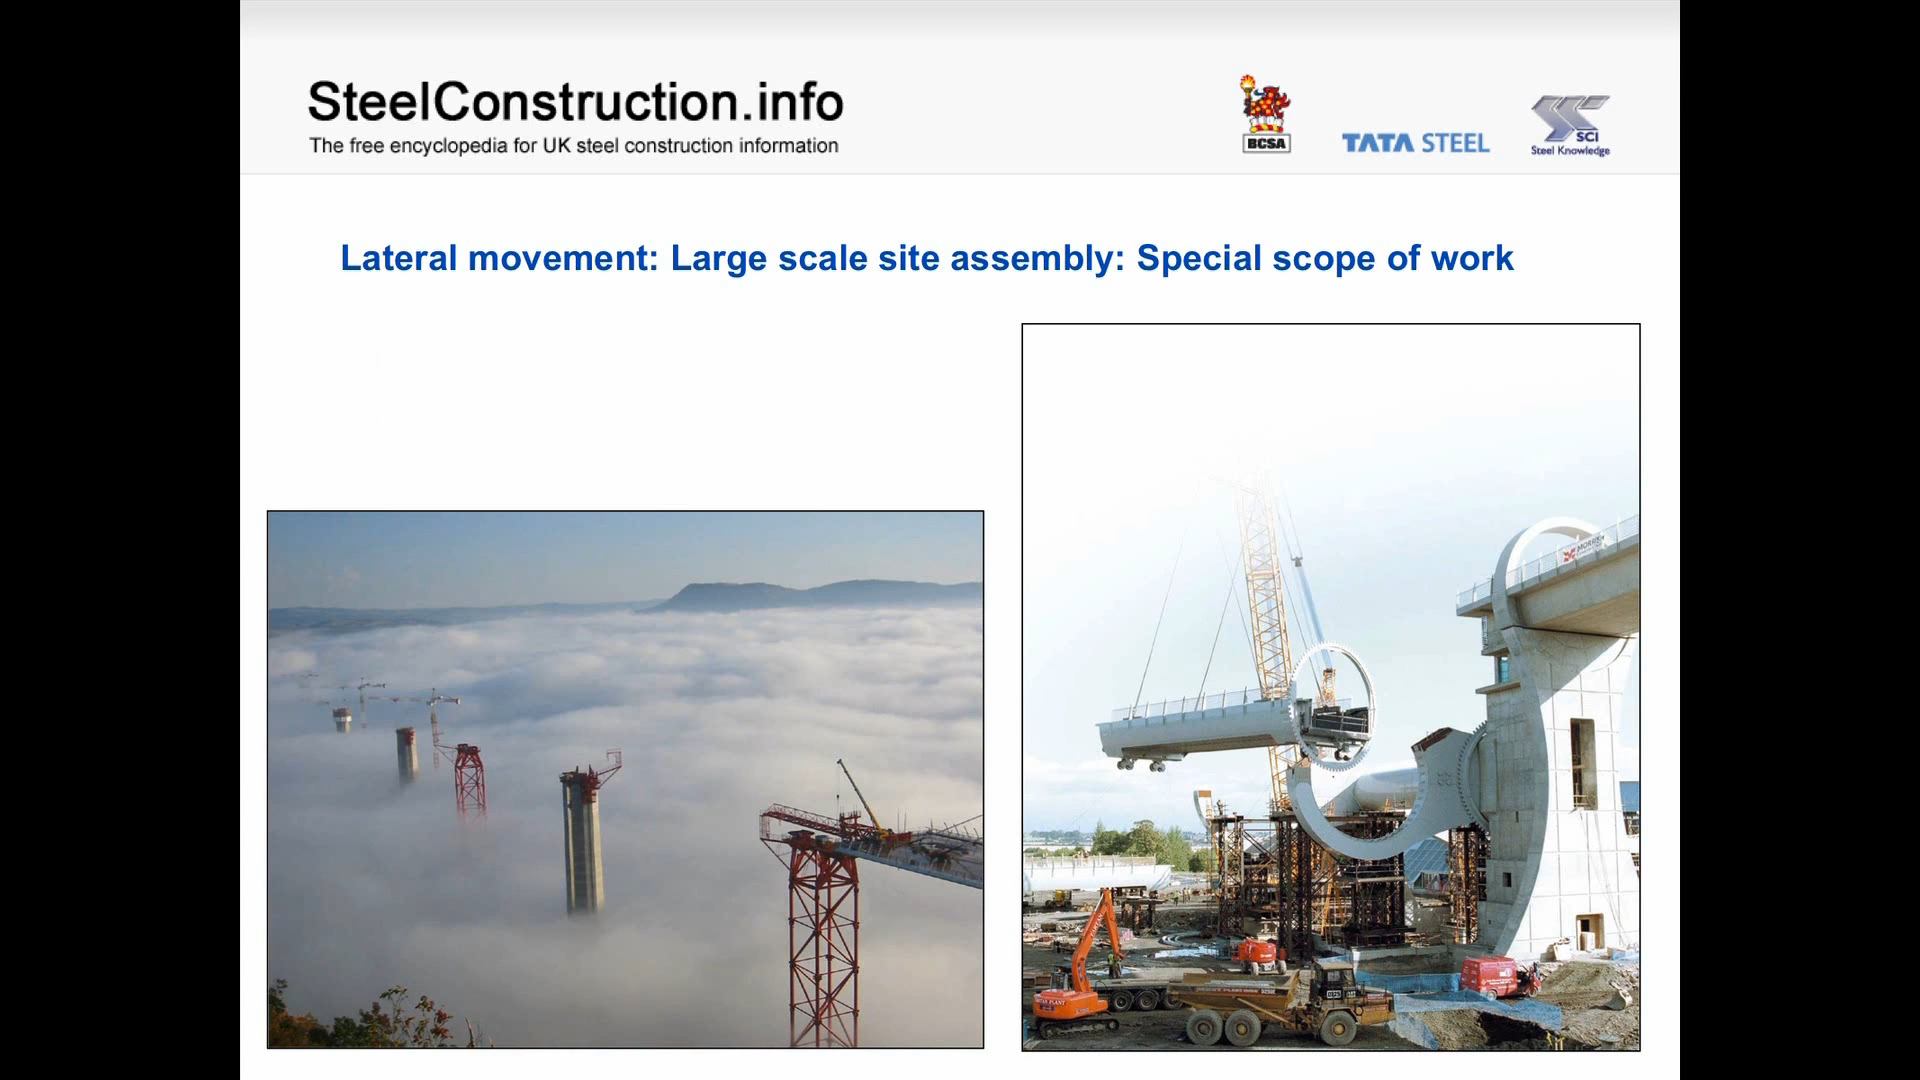 SteelConstruction.info
The free encyclopedia for UK steel construction information
BCSA
TATA STEEL
SCI
Steel Knowledge
Lateral movement: Large scale site assembly: Special scope of work